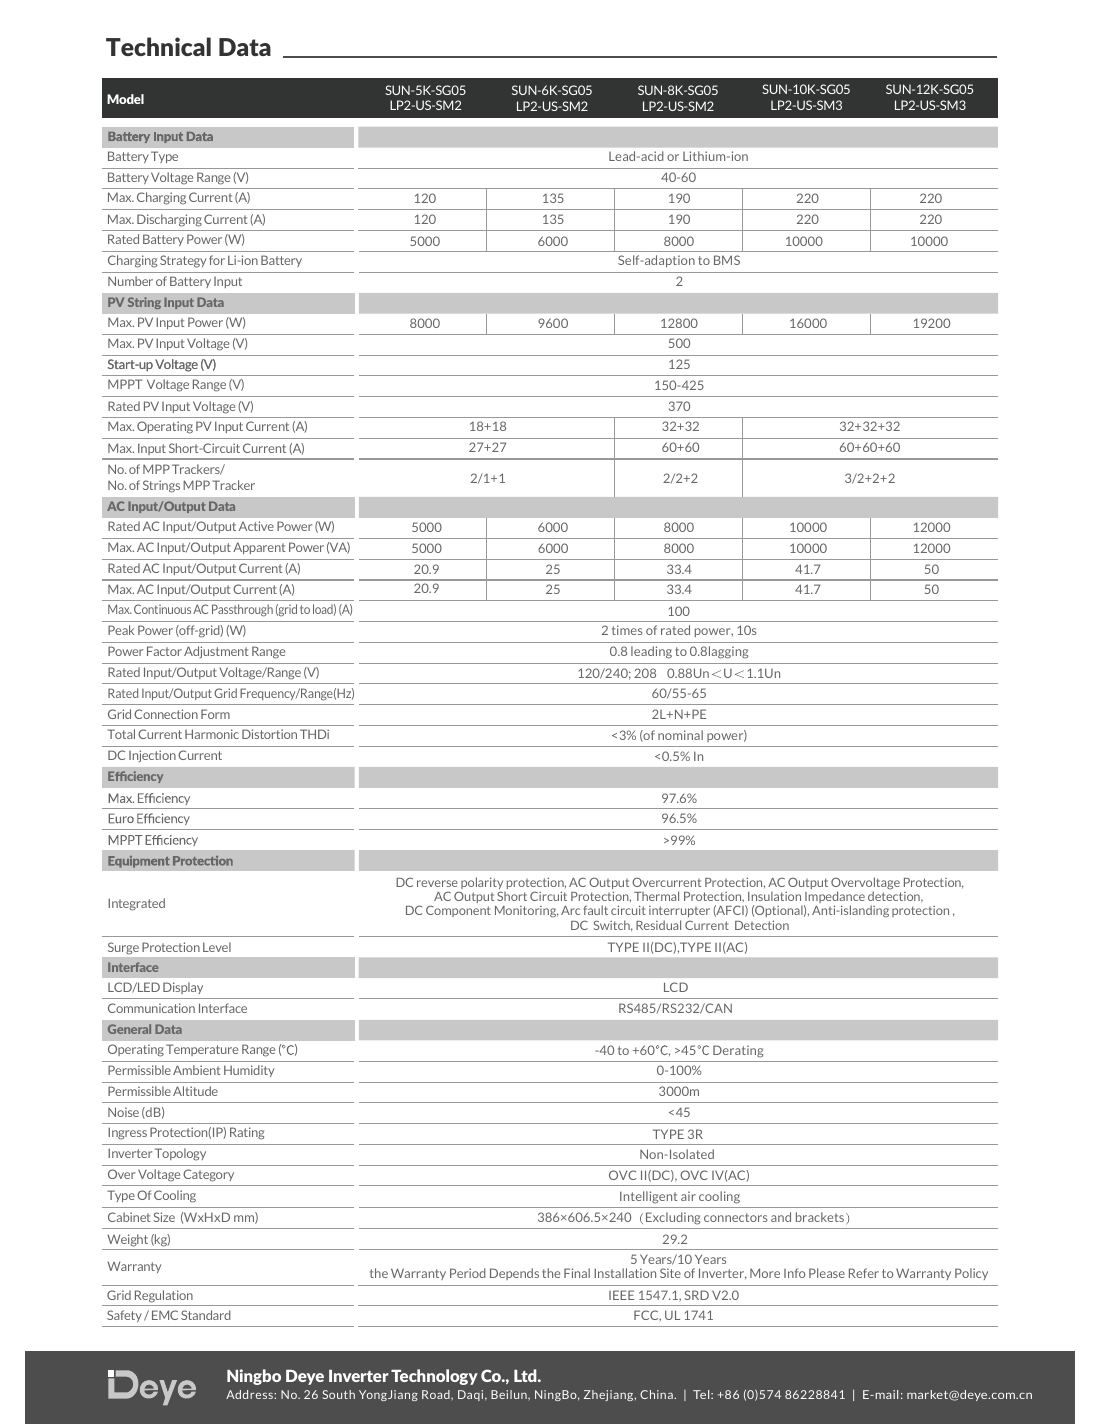 Technical Data
Model SUN-5K-SG05 LP2-US-SM2 SUN-6K-SG05 LP2-US-SM2 SUN-8K-SG05 LP2-US-SM2 SUN-10K-SG05 LP2-US-SM3 SUN-12K-SG05 LP2-US-SM3
Battery Input Data
Battery Type Lead-acid or Lithium-ion
Battery Voltage Range (V) 40-60
Max. Charging Current (A) 120 135 190 220 220
Max. Discharging Current (A) 120 135 190 220 220
Rated Battery Power (W) 5000 6000 8000 10000 10000
Charging Strategy for Li-ion Battery Self-adaption to BMS
Number of Battery Input 2
PV String Input Data
Max. PV Input Power (W) 8000 9600 12800 16000 19200
Max. PV Input Voltage (V) 500
Start-up Voltage (V) 125
MPPT Voltage Range (V) 150-425
Rated PV Input Voltage (V) 370
Max. Operating PV Input Current (A) 18+18 32+32 32+32+32
Max. Input Short-Circuit Current (A) 27+27 60+60 60+60+60
No. of MPP Trackers/
No. of Strings MPP Tracker 2/1+1 2/2+2 3/2+2+2
AC Input/Output Data
Rated AC Input/Output Active Power (W) 5000 6000 8000 10000 12000
Max. AC Input/Output Apparent Power (VA) 5000 6000 8000 10000 12000
Rated AC Input/Output Current (A) 20.9 25 33.4 41.7 50
Max. AC Input/Output Current (A) 20.9 25 33.4 41.7 50
Max. Continuous AC Passthrough (grid to load) (A) 100
Peak Power (off-grid) (W) 2 times of rated power, 10s
Power Factor Adjustment Range 0.8 leading to 0.8lagging
Rated Input/Output Voltage/Range (V) 120/240; 208 0.88Un＜U＜1.1Un
Rated Input/Output Grid Frequency/Range(Hz) 60/55-65
Grid Connection Form 2L+N+PE
Total Current Harmonic Distortion THDi <3% (of nominal power)
DC Injection Current <0.5% In
Efficiency
Max. Efficiency 97.6%
Euro Efficiency 96.5%
MPPT Efficiency >99%
Equipment Protection
Integrated
DC reverse polarity protection, AC Output Overcurrent Protection, AC Output Overvoltage Protection,
AC Output Short Circuit Protection, Thermal Protection, Insulation Impedance detection,
DC Component Monitoring, Arc fault circuit interrupter (AFCI) (Optional), Anti-islanding protection ,
DC Switch, Residual Current Detection
Surge Protection Level TYPE II(DC),TYPE II(AC)
Interface
LCD/LED Display LCD
Communication Interface RS485/RS232/CAN
General Data
Operating Temperature Range (℃) -40 to +60℃, >45℃ Derating
Permissible Ambient Humidity 0-100%
Permissible Altitude 3000m
Noise (dB) <45
Ingress Protection(IP) Rating TYPE 3R
Inverter Topology Non-Isolated
Over Voltage Category OVC II(DC), OVC IV(AC)
Type Of Cooling Intelligent air cooling
Cabinet Size (WxHxD mm) 386×606.5×240（Excluding connectors and brackets）
Weight (kg) 29.2
Warranty 5 Years/10 Years
the Warranty Period Depends the Final Installation Site of Inverter, More Info Please Refer to Warranty Policy
Grid Regulation IEEE 1547.1, SRD V2.0
Safety / EMC Standard FCC, UL 1741
Deye
Ningbo Deye Inverter Technology Co., Ltd.
Address: No. 26 South YongJiang Road, Daqi, Beilun, NingBo, Zhejiang, China. | Tel: +86 (0)574 86228841 | E-mail: market@deye.com.cn